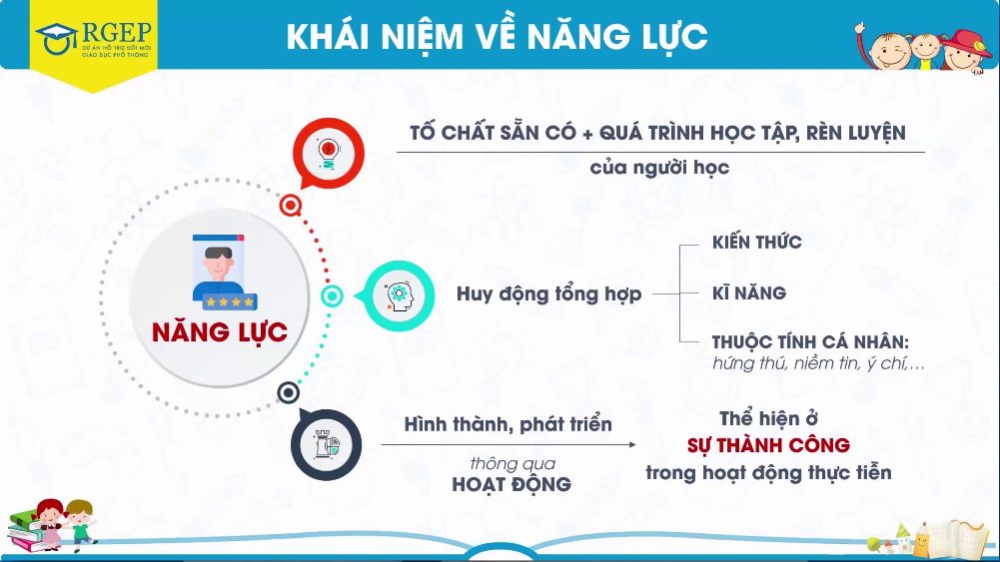 RGEP
DỰ ÁN HỖ TRỢ ĐỔI MỚI
GIÁO DỤC PHỔ THÔNG
KHÁI NIỆM VỀ NĂNG LỰC
TỐ CHẤT SẴN CÓ + QUÁ TRÌNH HỌC TẬP, RÈN LUYỆN
của người học
NĂNG LỰC
Huy động tổng hợp
KIẾN THỨC
KĨ NĂNG
THUỘC TÍNH CÁ NHÂN:
hứng thú, niềm tin, ý chí,...
Hình thành, phát triển
thông qua
HOẠT ĐỘNG
Thể hiện ở
SỰ THÀNH CÔNG
trong hoạt động thực tiễn